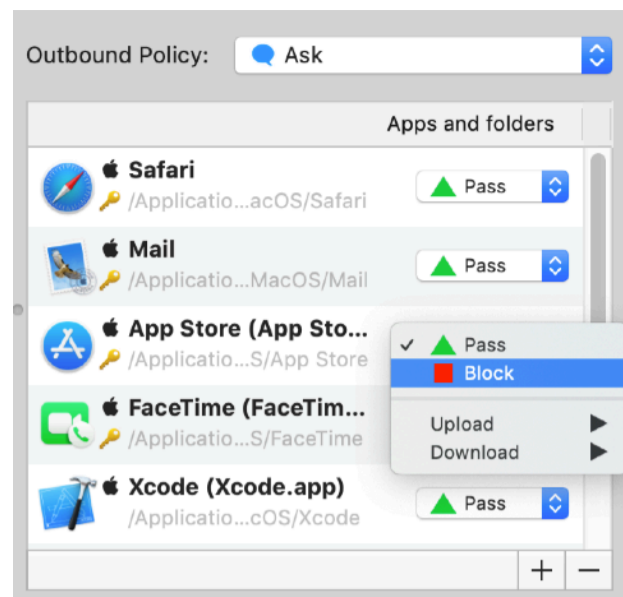 Outbound Policy: Ask
Apps and folders
Safari
/Applicatio...acOS/Safari
Pass
Mail
/Applicatio...MacOS/Mail
Pass
App Store (App Sto...
/Applicatio...S/App Store
Pass
Block
Upload
Download
FaceTime (FaceTim...
/Applicatio...S/FaceTime
Xcode (Xcode.app)
/Applicatio...cOS/Xcode
Pass